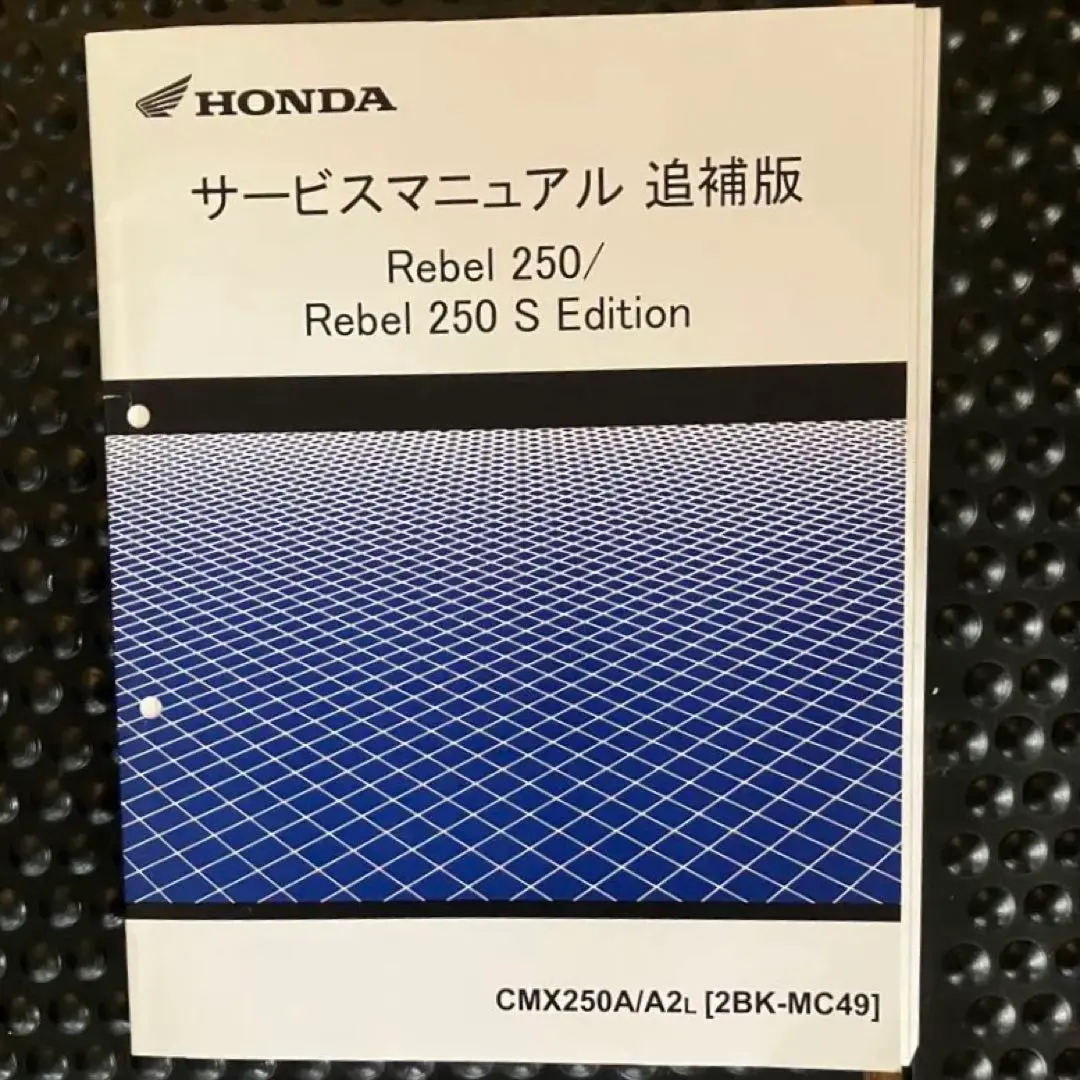 HONDA
サービスマニュアル 追補版
Rebel 250/
Rebel 250 S Edition
CMX250A/A2L [2BK-MC49]